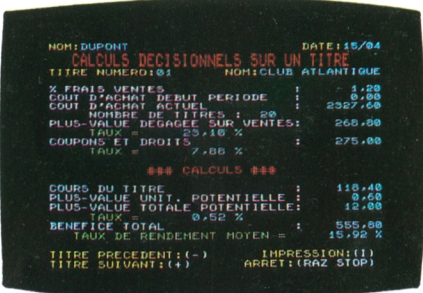 NOM:DUPONT DATE:15/04
CALCULS DECISIONNELS SUR UN TITRE
TITRE NUMERO:01 NOM:CLUB ATLANTIQUE
% FRAIS VENTES : 1,20
COUT D'ACHAT DEBUT PERIODE : 0,00
COUT D'ACHAT ACTUEL : 2327,60
NOMBRE DE TITRES : 20
PLUS-VALUE DEGAGEE SUR VENTES: 268,80
TAUX = 23,10 %
COUPONS ET DROITS : 275,00
TAUX = 7,88 %
### CALCULS ###
COURS DU TITRE : 118,40
PLUS-VALUE UNIT. POTENTIELLE : 0,60
PLUS-VALUE TOTALE POTENTIELLE: 12,00
TAUX = 0,52 %
BENEFICE TOTAL : 555,80
TAUX DE RENDEMENT MOYEN = 15,92 %
TITRE PRECEDENT:(-) IMPRESSION:(I)
TITRE SUIVANT:(+) ARRET:(RAZ STOP)